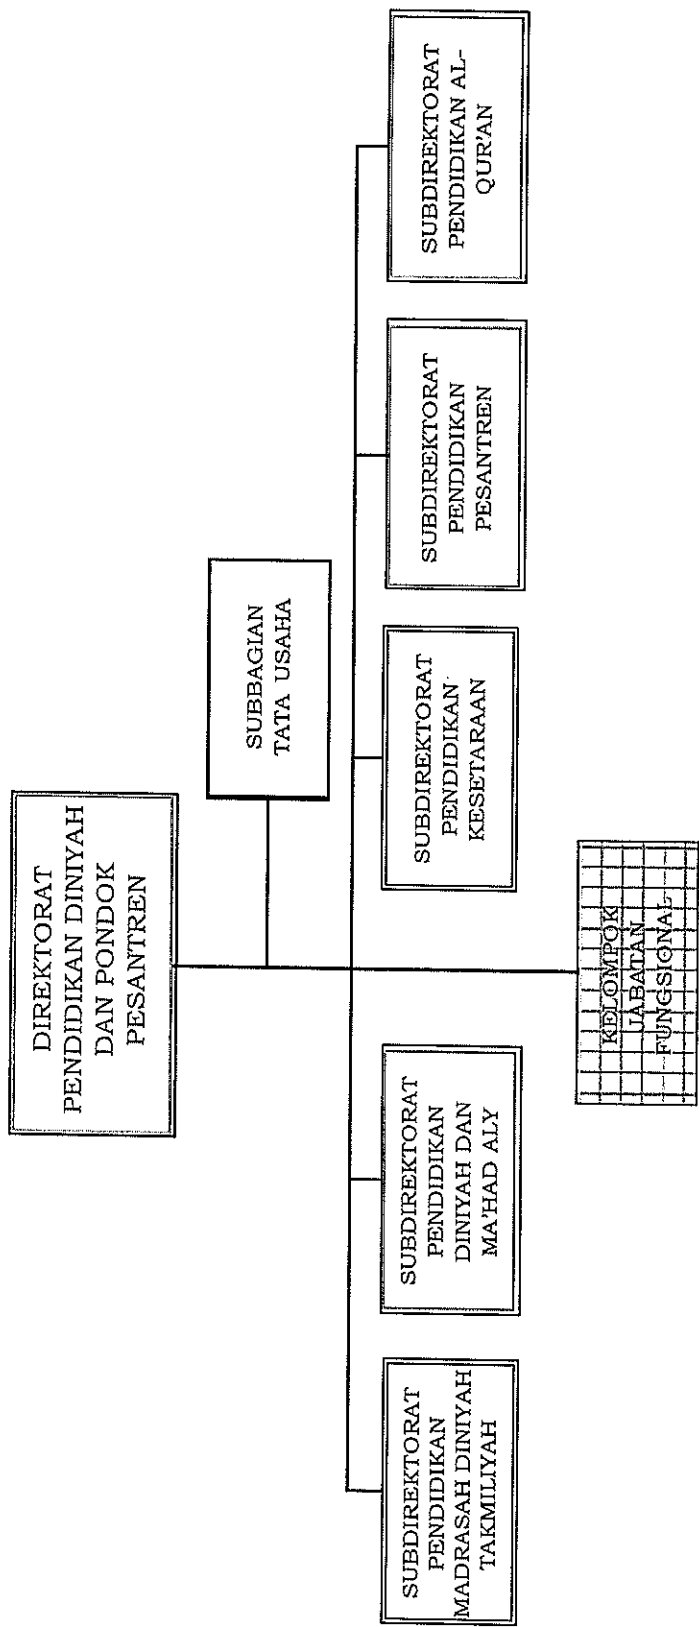 DIREKTORAT
PENDIDIKAN DINIYAH
DAN PONDOK
PESANTREN
SUBBAGIAN
TATA USAHA
SUBDIREKTORAT
PENDIDIKAN
MADRASAH DINIYAH
TAKMILIYAH
SUBDIREKTORAT
PENDIDIKAN
DINIYAH DAN
MA'HAD ALY
SUBDIREKTORAT
PENDIDIKAN
KESETARAAN
SUBDIREKTORAT
PENDIDIKAN
PESANTREN
SUBDIREKTORAT
PENDIDIKAN AL-
QUR'AN
KELOMPOK
JABATAN
FUNGSIONAL